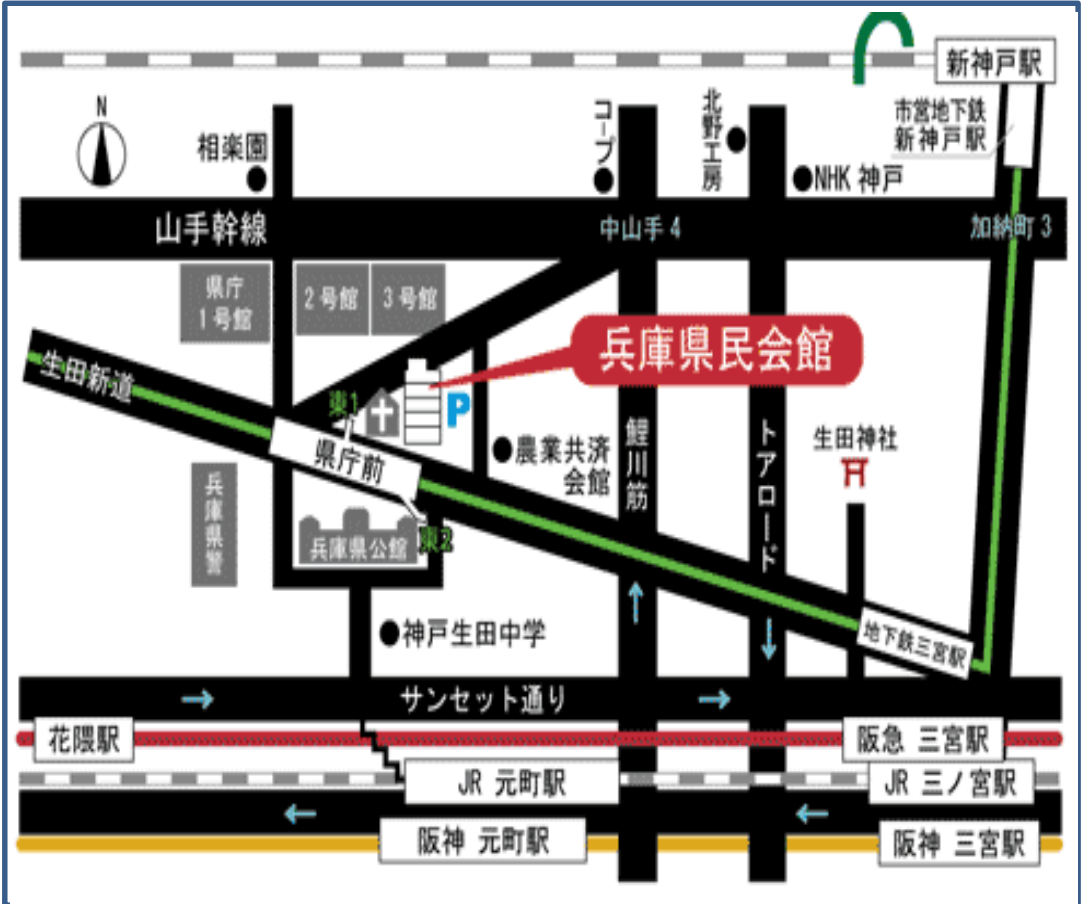 新神戸駅
N
相楽園
コープ
北野工房
市営地下鉄
新神戸駅
NHK 神戸
山手幹線
中山手 4
加納町 3
県庁
1号館
2号館
3号館
兵庫県民会館
生田新道
東1
P
県庁前
農業共済
会館
鯉川筋
トアロード
生田神社
兵庫県警
兵庫県公館
東2
神戸生田中学
地下鉄三宮駅
サンセット通り
花隈駅
阪急 三宮駅
JR 元町駅
JR 三ノ宮駅
阪神 元町駅
阪神 三宮駅